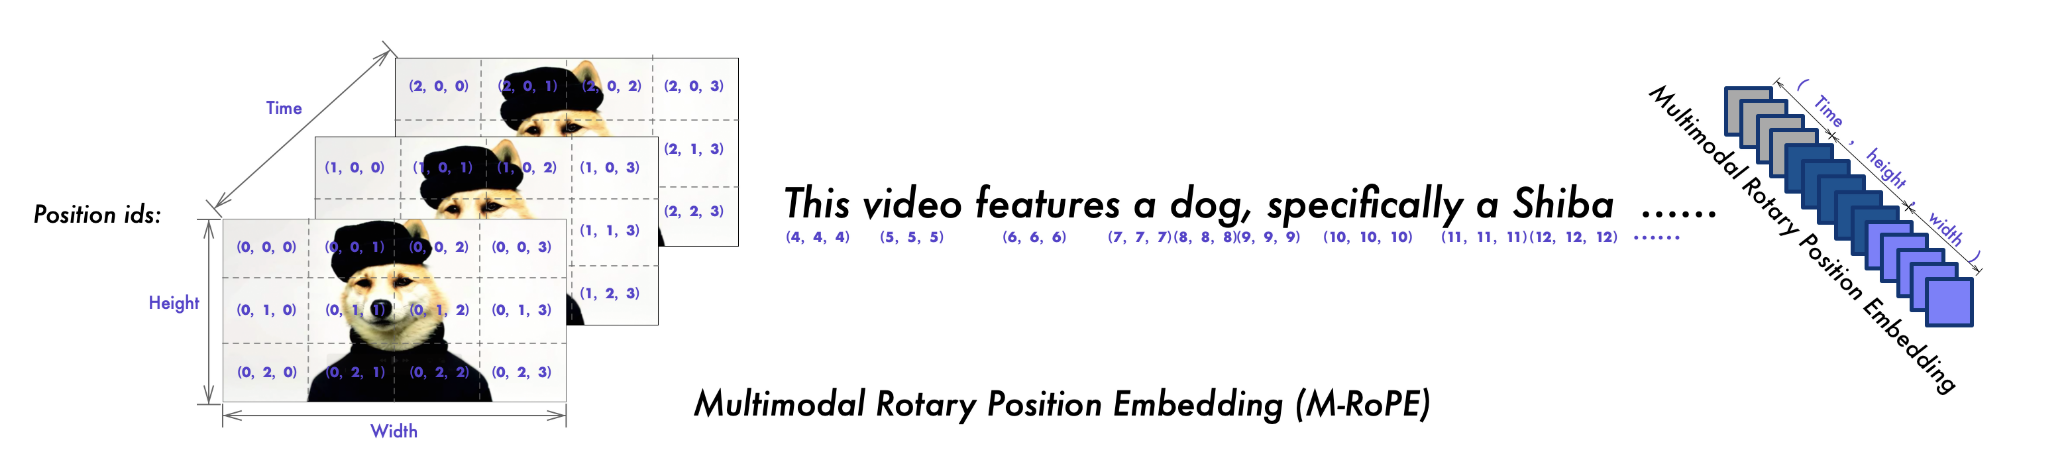 Time
(2, 0, 0) (2, 0, 1) (2, 0, 2) (2, 0, 3)
(2, 1, 3)
(2, 2, 3)
(1, 0, 0) (1, 0, 1) (1, 0, 2) (1, 0, 3)
(1, 1, 3)
(1, 2, 3)
Position ids:
(0, 0, 0) (0, 0, 1) (0, 0, 2) (0, 0, 3)
(0, 1, 0) (0, 1, 1) (0, 1, 2) (0, 1, 3)
(0, 2, 0) (0, 2, 1) (0, 2, 2) (0, 2, 3)
Height
Width
This video features a dog, specifically a Shiba ......
(4, 4, 4) (5, 5, 5) (6, 6, 6) (7, 7, 7) (8, 8, 8) (9, 9, 9) (10, 10, 10) (11, 11, 11) (12, 12, 12) ......
Multimodal Rotary Position Embedding (M-RoPE)
( Time , height , width )
Multimodal Rotary Position Embedding